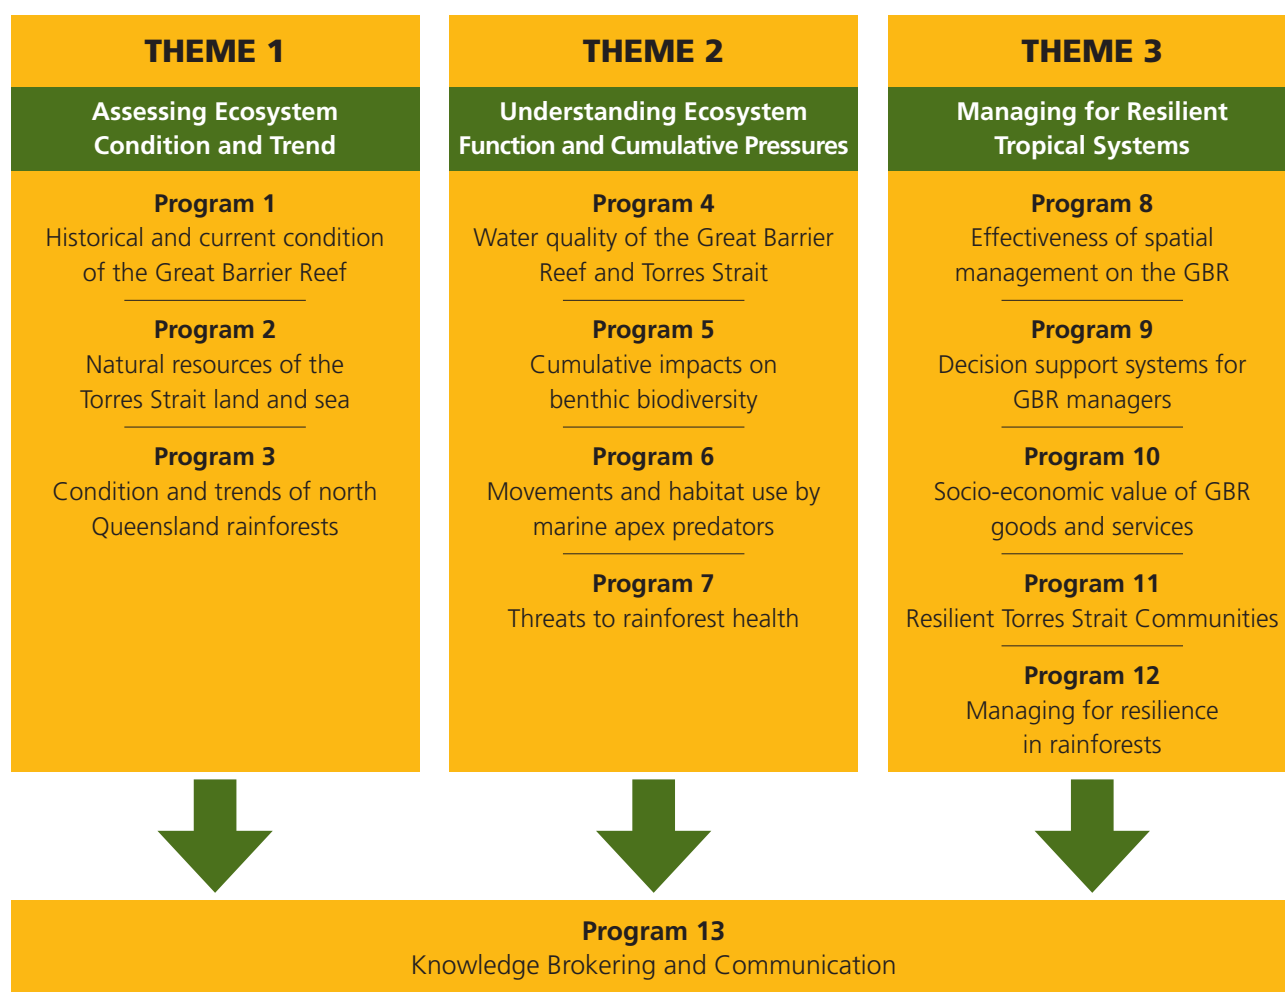 THEME 1
Assessing Ecosystem
Condition and Trend
Program 1
Historical and current condition
of the Great Barrier Reef
Program 2
Natural resources of the
Torres Strait land and sea
Program 3
Condition and trends of north
Queensland rainforests
THEME 2
Understanding Ecosystem
Function and Cumulative Pressures
Program 4
Water quality of the Great Barrier
Reef and Torres Strait
Program 5
Cumulative impacts on
benthic biodiversity
Program 6
Movements and habitat use by
marine apex predators
Program 7
Threats to rainforest health
THEME 3
Managing for Resilient
Tropical Systems
Program 8
Effectiveness of spatial
management on the GBR
Program 9
Decision support systems for
GBR managers
Program 10
Socio-economic value of GBR
goods and services
Program 11
Resilient Torres Strait Communities
Program 12
Managing for resilience
in rainforests
Program 13
Knowledge Brokering and Communication